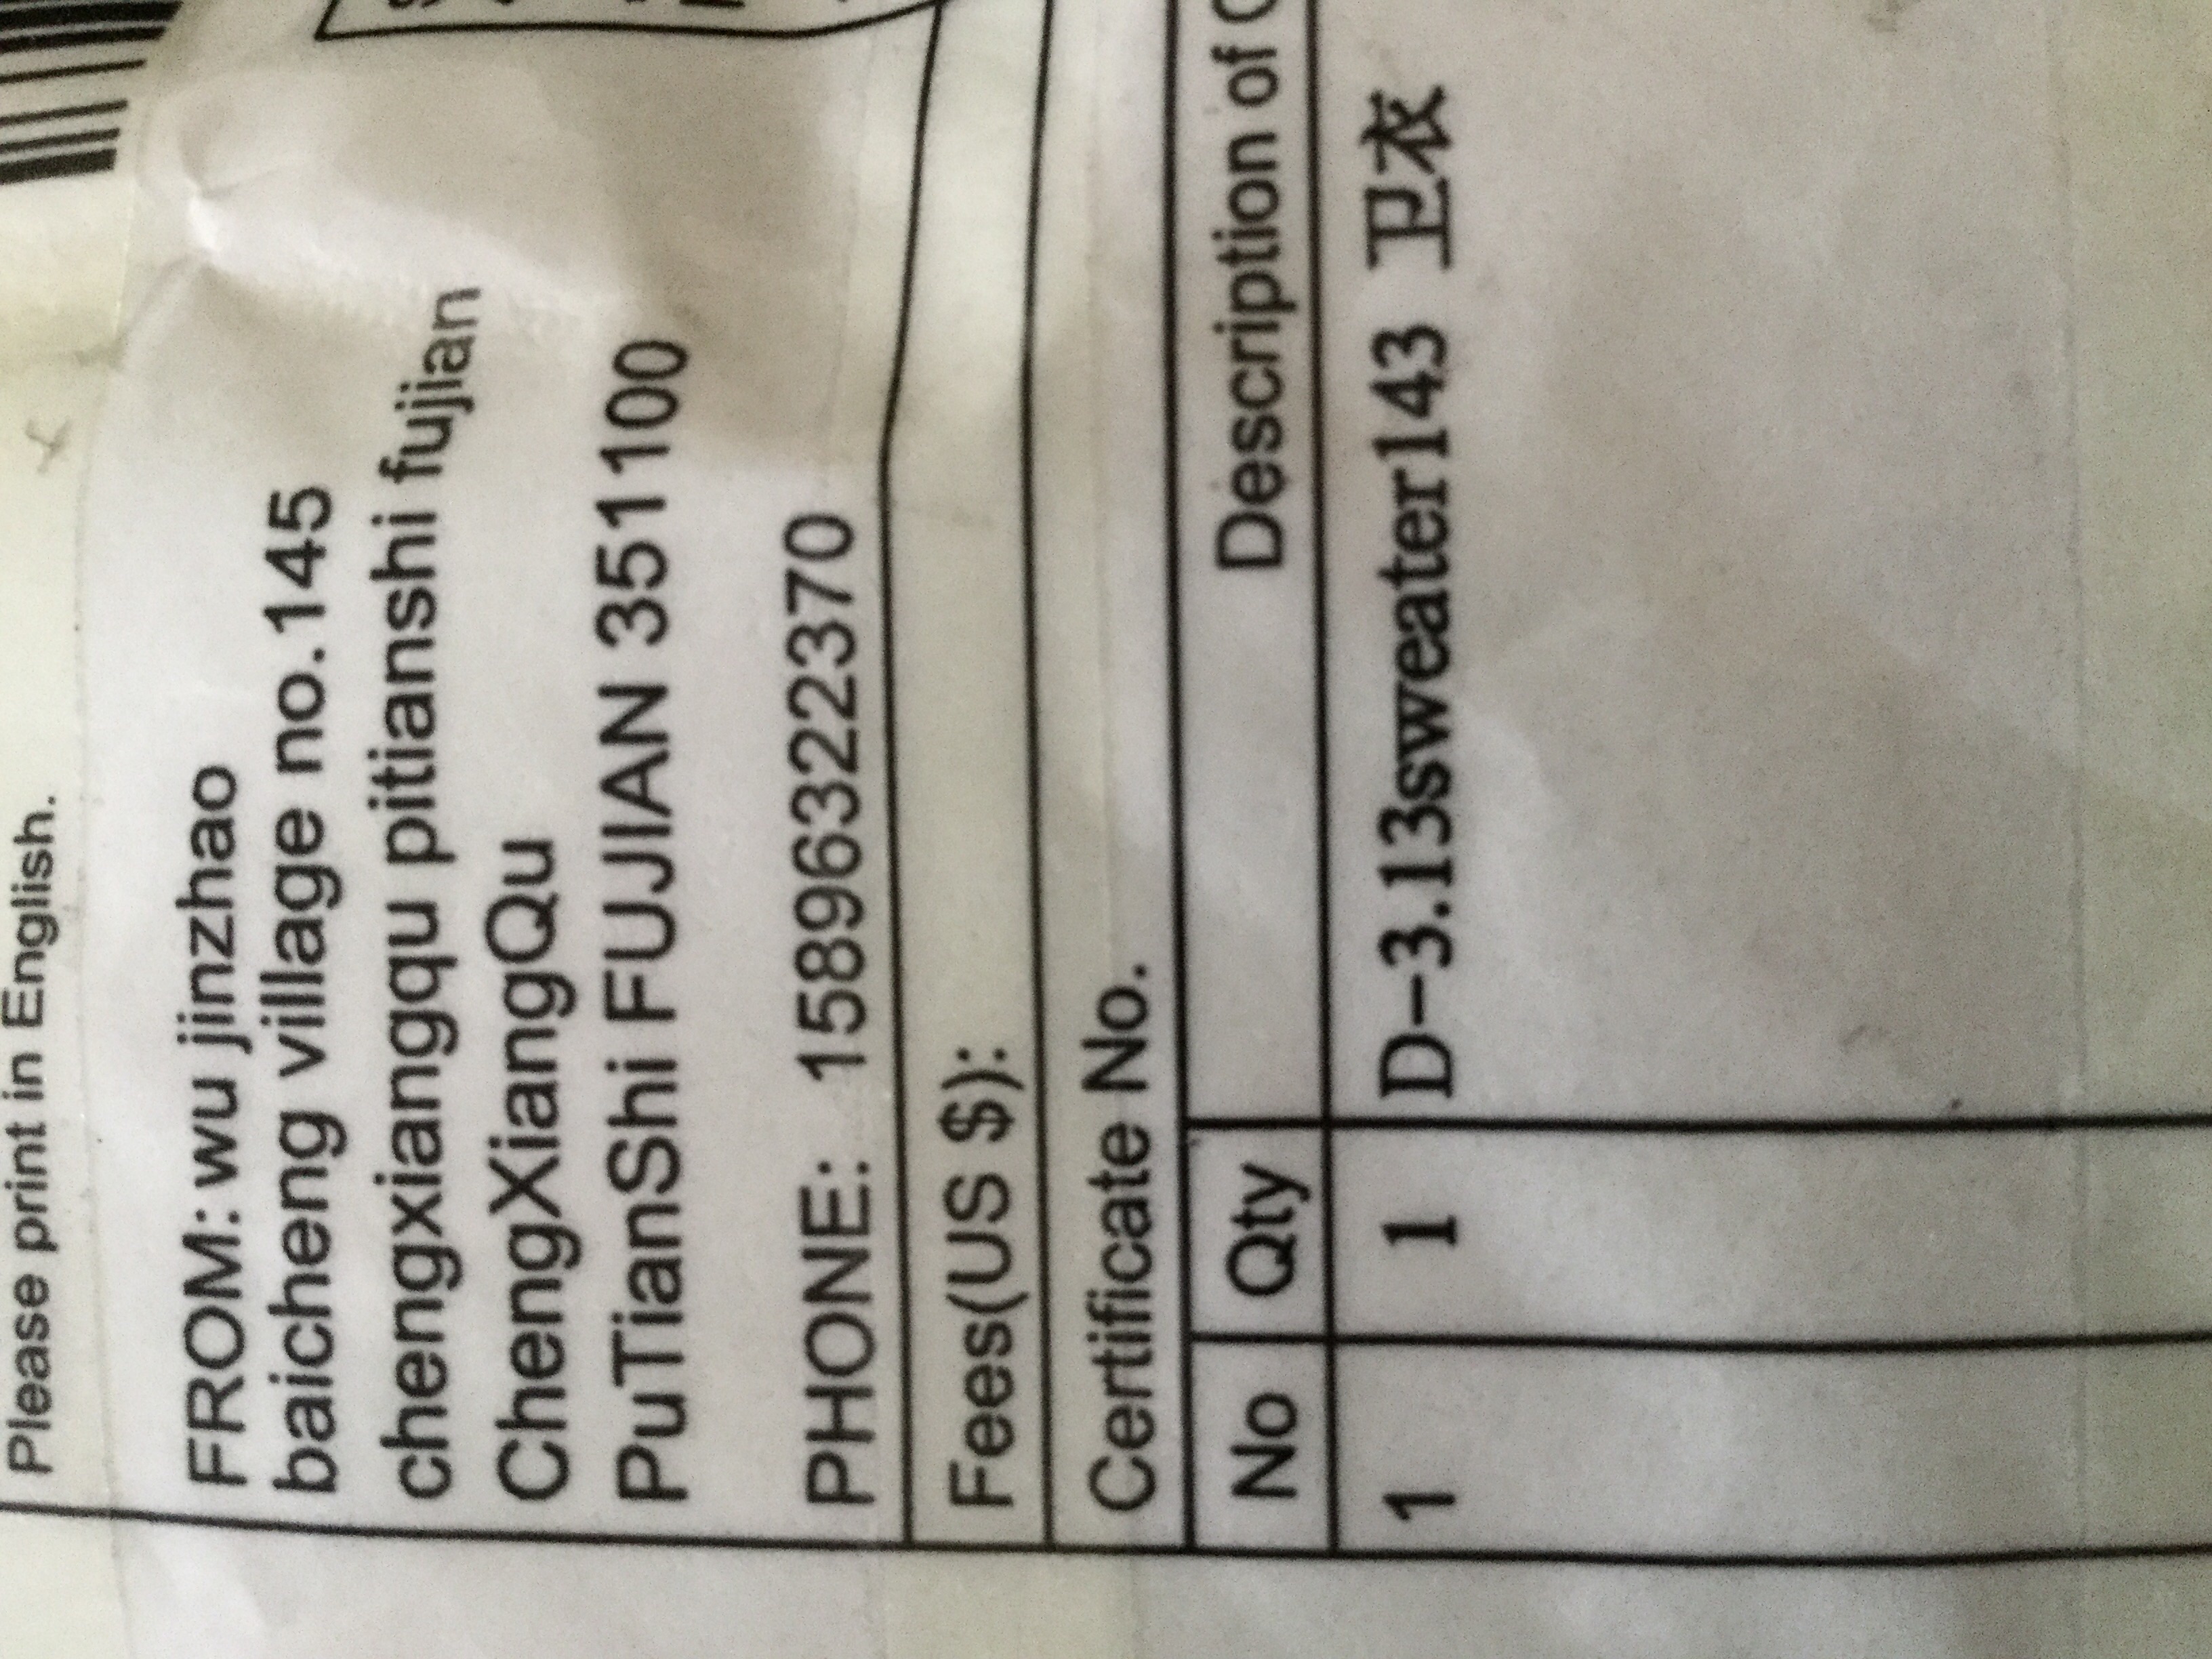 Please print in English.
FROM: wu jinzhao
baicheng village no.145
chengxiangqu pitianshi fujian
ChengXiangQu
PuTianShi FUJIAN 351100
PHONE: 15896322370
Fees(US $):
Certificate No.
No Qty Description of
1 1 D-3.13sweater143 卫衣